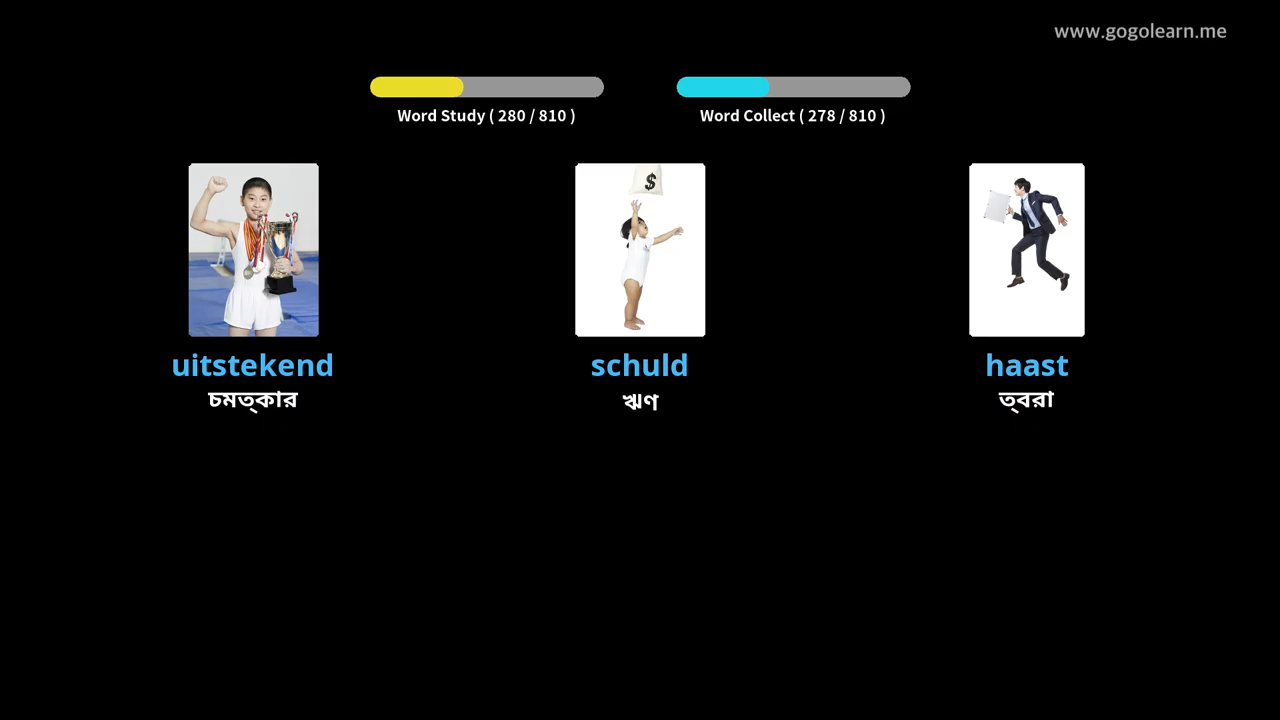 www.gogolearn.me
Word Study ( 280 / 810 )
Word Collect ( 278 / 810 )
$
uitstekend
schuld
haast
চমত্কার
ঋণ
ত্বরা